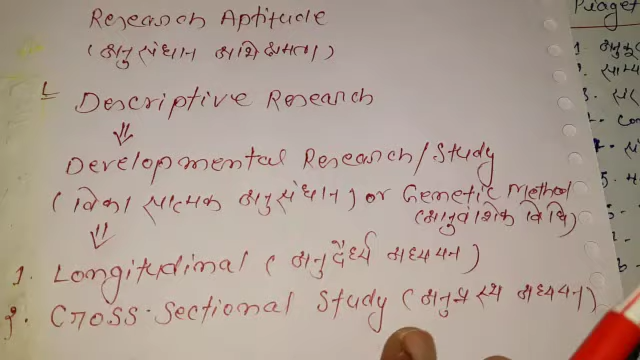 Research Aptitude
(अनुसंधान अभिक्षमता)
Descriptive Research
⇓
Developmental Research/Study
(विकासात्मक अनुसंधान) or Genetic Method
(आनुवंशिक विधि)
⇓
1. Longitudinal (अनुदैर्ध्य अध्ययन)
2. Cross-Sectional Study (अनुप्रस्थ अध्ययन)
Piaget